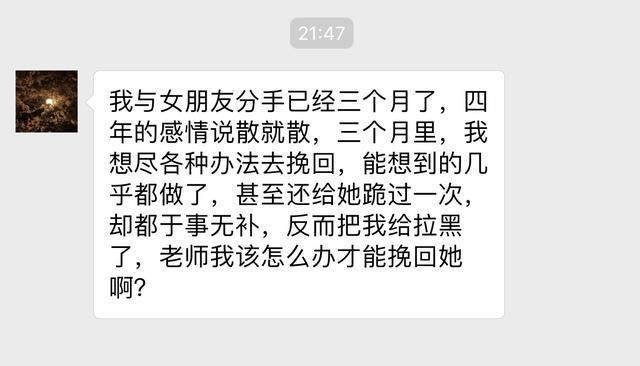 21:47
我与女朋友分手已经三个月了，四
年的感情说散就散，三个月里，我
想尽各种办法去挽回，能想到的几
乎都做了，甚至还给她跪过一次，
却都于事无补，反而把我给拉黑
了，老师我该怎么办才能挽回她
啊？